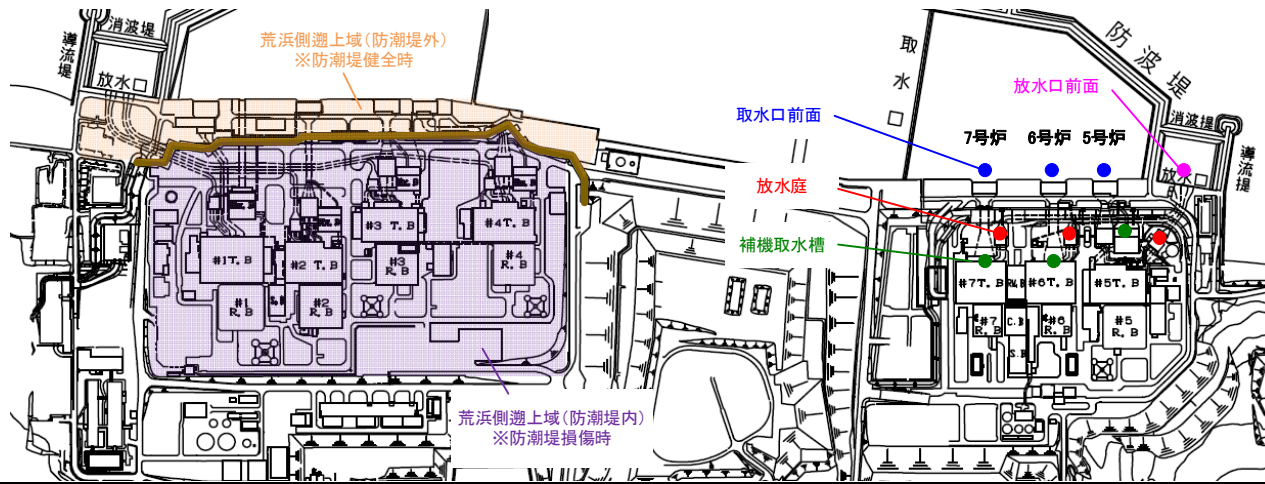 消波堤
導流堤
放水口
荒浜側遡上域(防潮堤外)
※防潮堤健全時
取水口
防波堤
放水口前面
取水口前面
7号炉
6号炉
5号炉
消波堤
放水口
導流堤
放水庭
補機取水槽
#1T.B
#2 T.B
#3 T.B
#4T.B
#1
R.B
#2
R.B
#3
R.B
#4
R.B
#7T.B
#6T.B
#5T.B
#7
R.B
C.B
#6
R.B
#5
R.B
S.B
荒浜側遡上域(防潮堤内)
※防潮堤損傷時